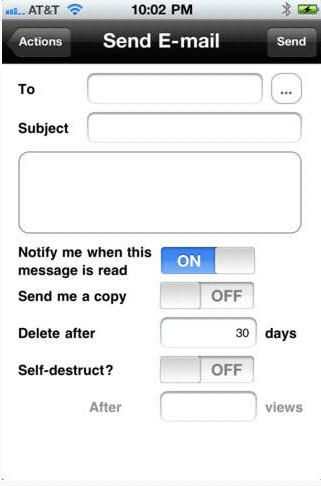 AT&T 10:02 PM
Actions Send E-mail Send
To ...
Subject
Notify me when this
message is read ON
Send me a copy OFF
Delete after 30 days
Self-destruct? OFF
After views